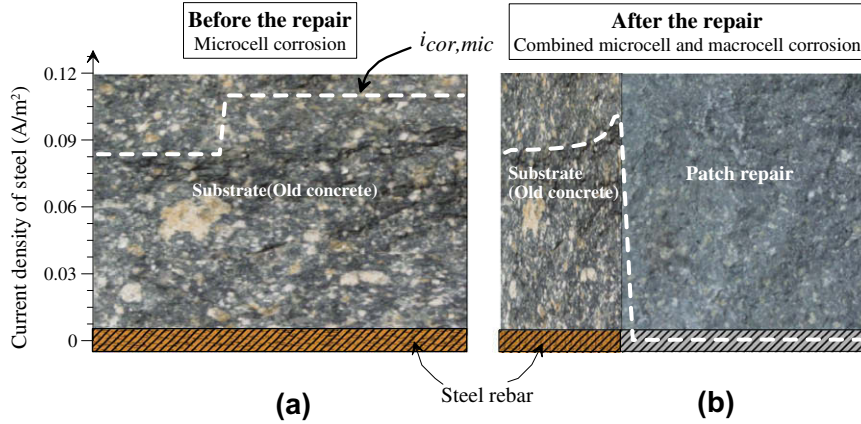 Before the repair
Microcell corrosion
i_cor,mic
After the repair
Combined microcell and macrocell corrosion
Current density of steel (A/m²)
0.12
0.09
0.06
0.03
0
Substrate(Old concrete)
Substrate
(Old concrete)
Patch repair
Steel rebar
(a)
(b)